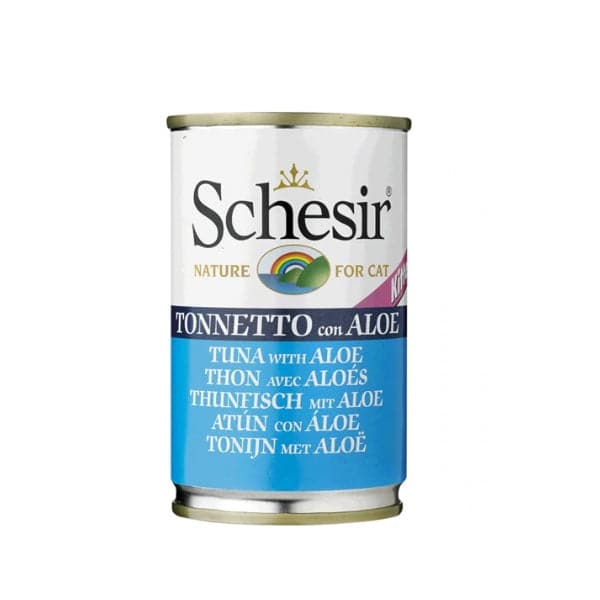 Schesir®
NATURE FOR CAT
TONNETTO con ALOE
TUNA WITH ALOE
THON AVEC ALOÉS
THUNFISCH MIT ALOE
ATÚN CON ÁLOE
TONIJN MET ALOË